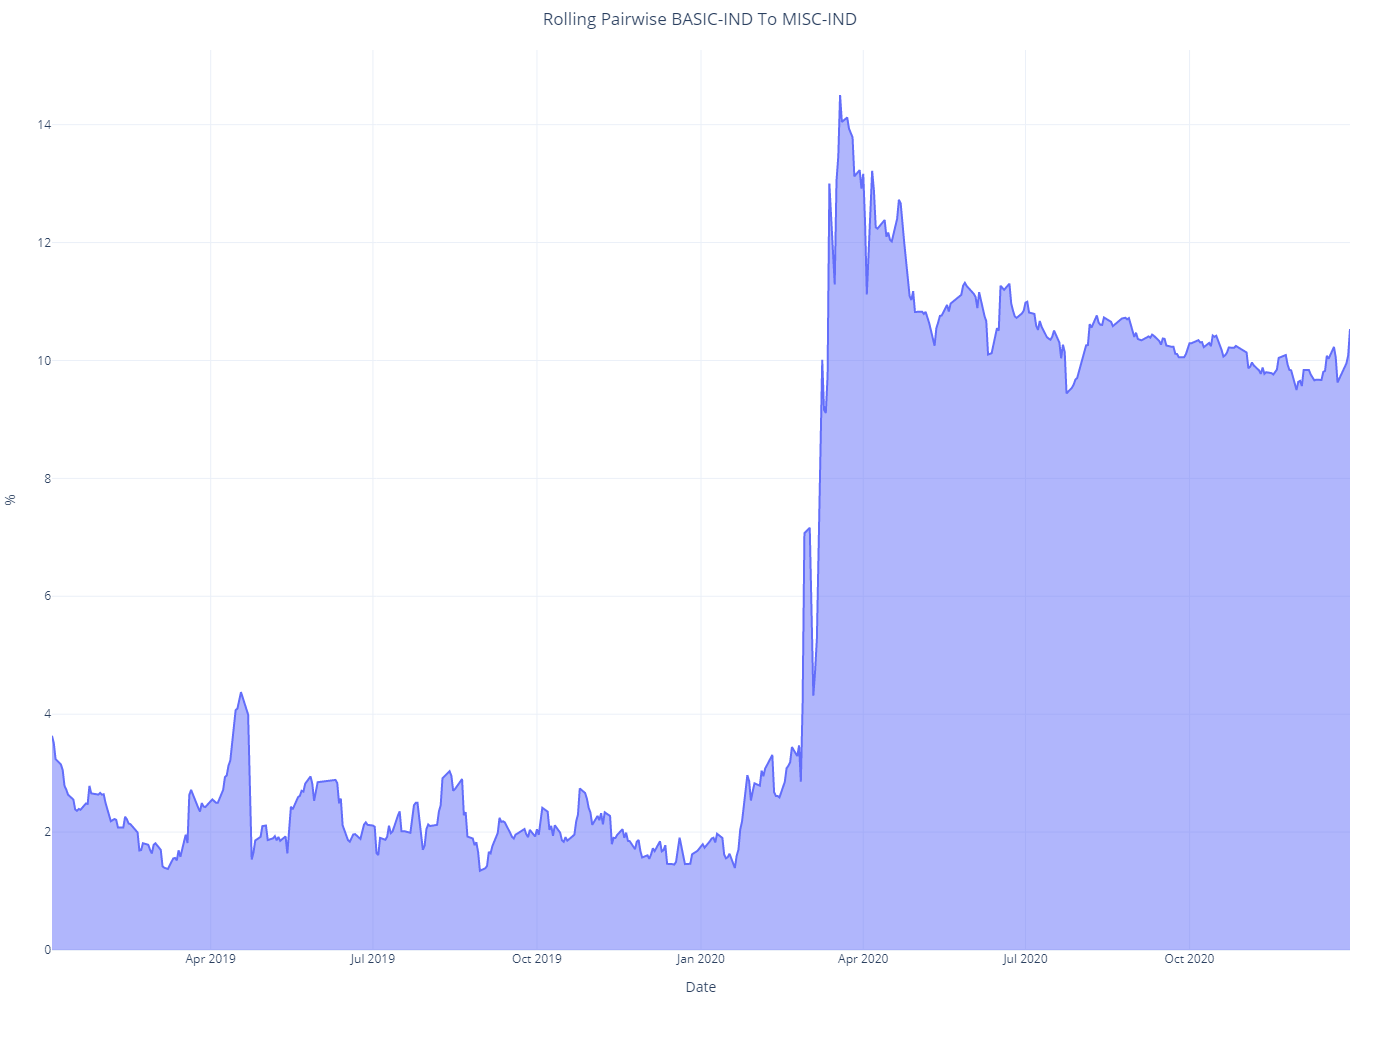 Rolling Pairwise BASIC-IND To MISC-IND
14
12
10
8
6
4
2
0
%
Apr 2019
Jul 2019
Oct 2019
Jan 2020
Apr 2020
Jul 2020
Oct 2020
Date